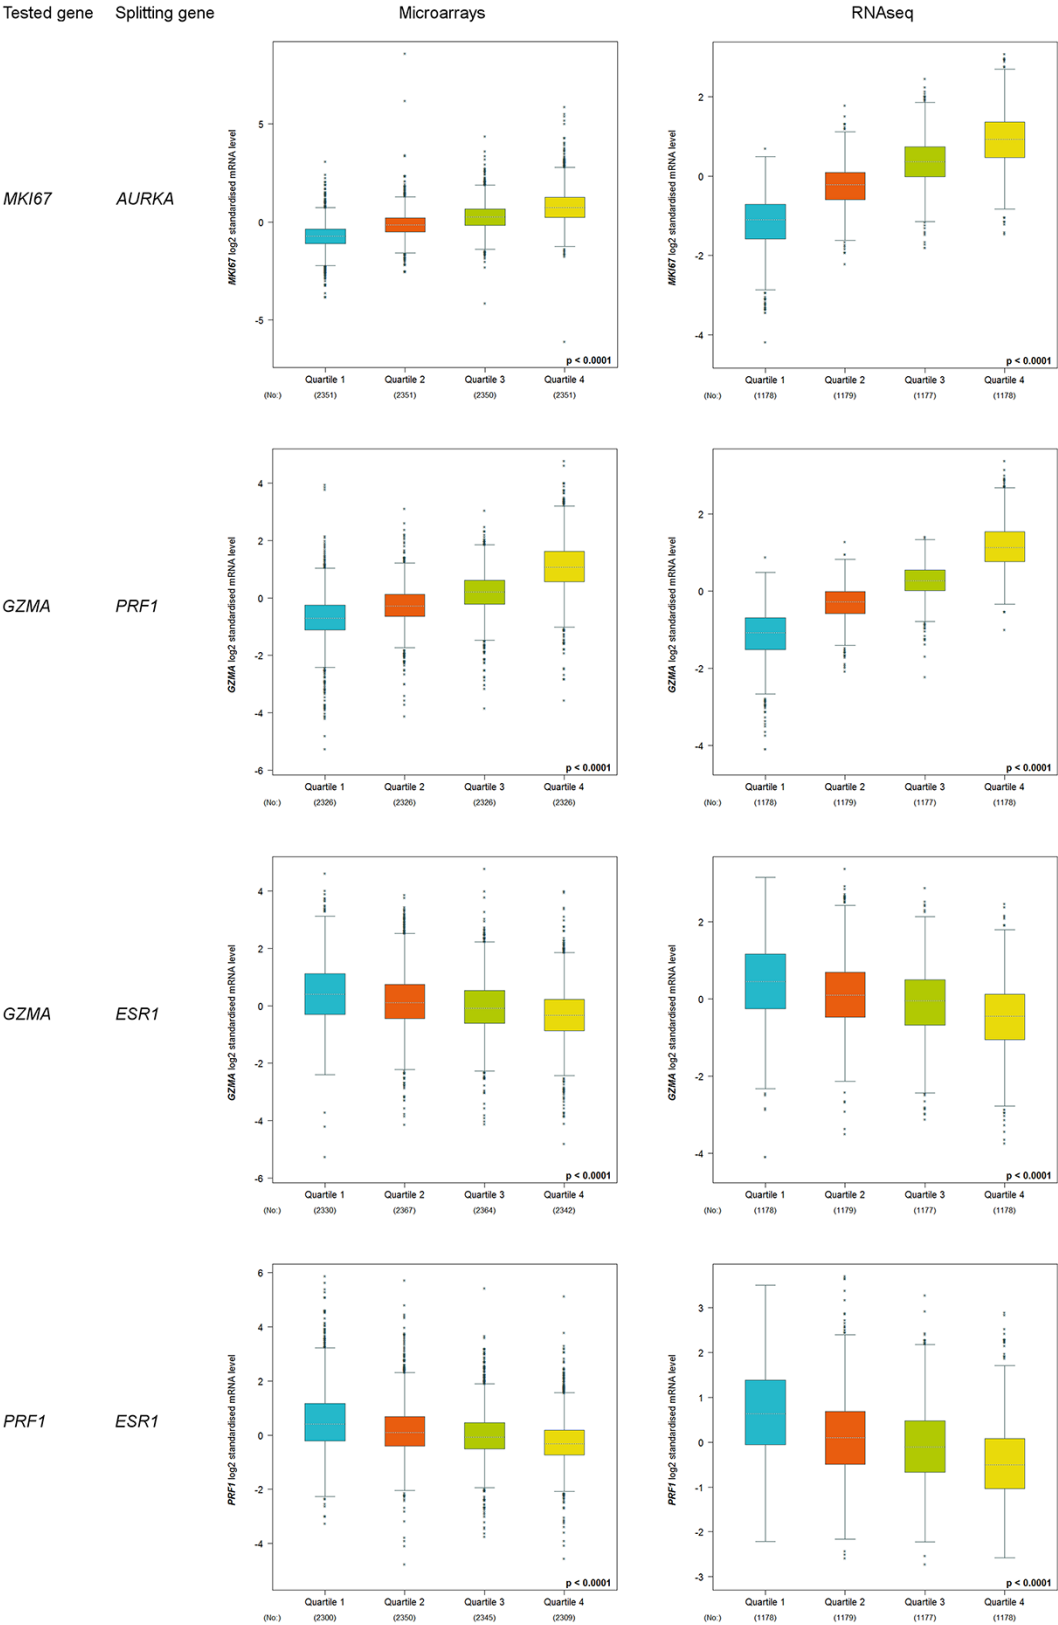 Tested gene Splitting gene Microarrays RNAseq
MKI67 AURKA
MKI67 log2 standardised mRNA level
5
0
-5
p < 0.0001
Quartile 1 Quartile 2 Quartile 3 Quartile 4
(No:) (2351) (2351) (2350) (2351)
MKI67 log2 standardised mRNA level
2
0
-2
-4
p < 0.0001
Quartile 1 Quartile 2 Quartile 3 Quartile 4
(No:) (1178) (1179) (1177) (1178)
GZMA PRF1
GZMA log2 standardised mRNA level
4
2
0
-2
-4
-6
p < 0.0001
Quartile 1 Quartile 2 Quartile 3 Quartile 4
(No:) (2326) (2326) (2326) (2326)
GZMA log2 standardised mRNA level
2
0
-2
-4
p < 0.0001
Quartile 1 Quartile 2 Quartile 3 Quartile 4
(No:) (1178) (1179) (1177) (1178)
GZMA ESR1
GZMA log2 standardised mRNA level
4
2
0
-2
-4
-6
p < 0.0001
Quartile 1 Quartile 2 Quartile 3 Quartile 4
(No:) (2330) (2367) (2364) (2342)
GZMA log2 standardised mRNA level
2
0
-2
-4
p < 0.0001
Quartile 1 Quartile 2 Quartile 3 Quartile 4
(No:) (1178) (1179) (1177) (1178)
PRF1 ESR1
PRF1 log2 standardised mRNA level
6
4
2
0
-2
-4
p < 0.0001
Quartile 1 Quartile 2 Quartile 3 Quartile 4
(No:) (2300) (2350) (2345) (2309)
PRF1 log2 standardised mRNA level
3
2
1
0
-1
-2
-3
p < 0.0001
Quartile 1 Quartile 2 Quartile 3 Quartile 4
(No:) (1178) (1179) (1177) (1178)